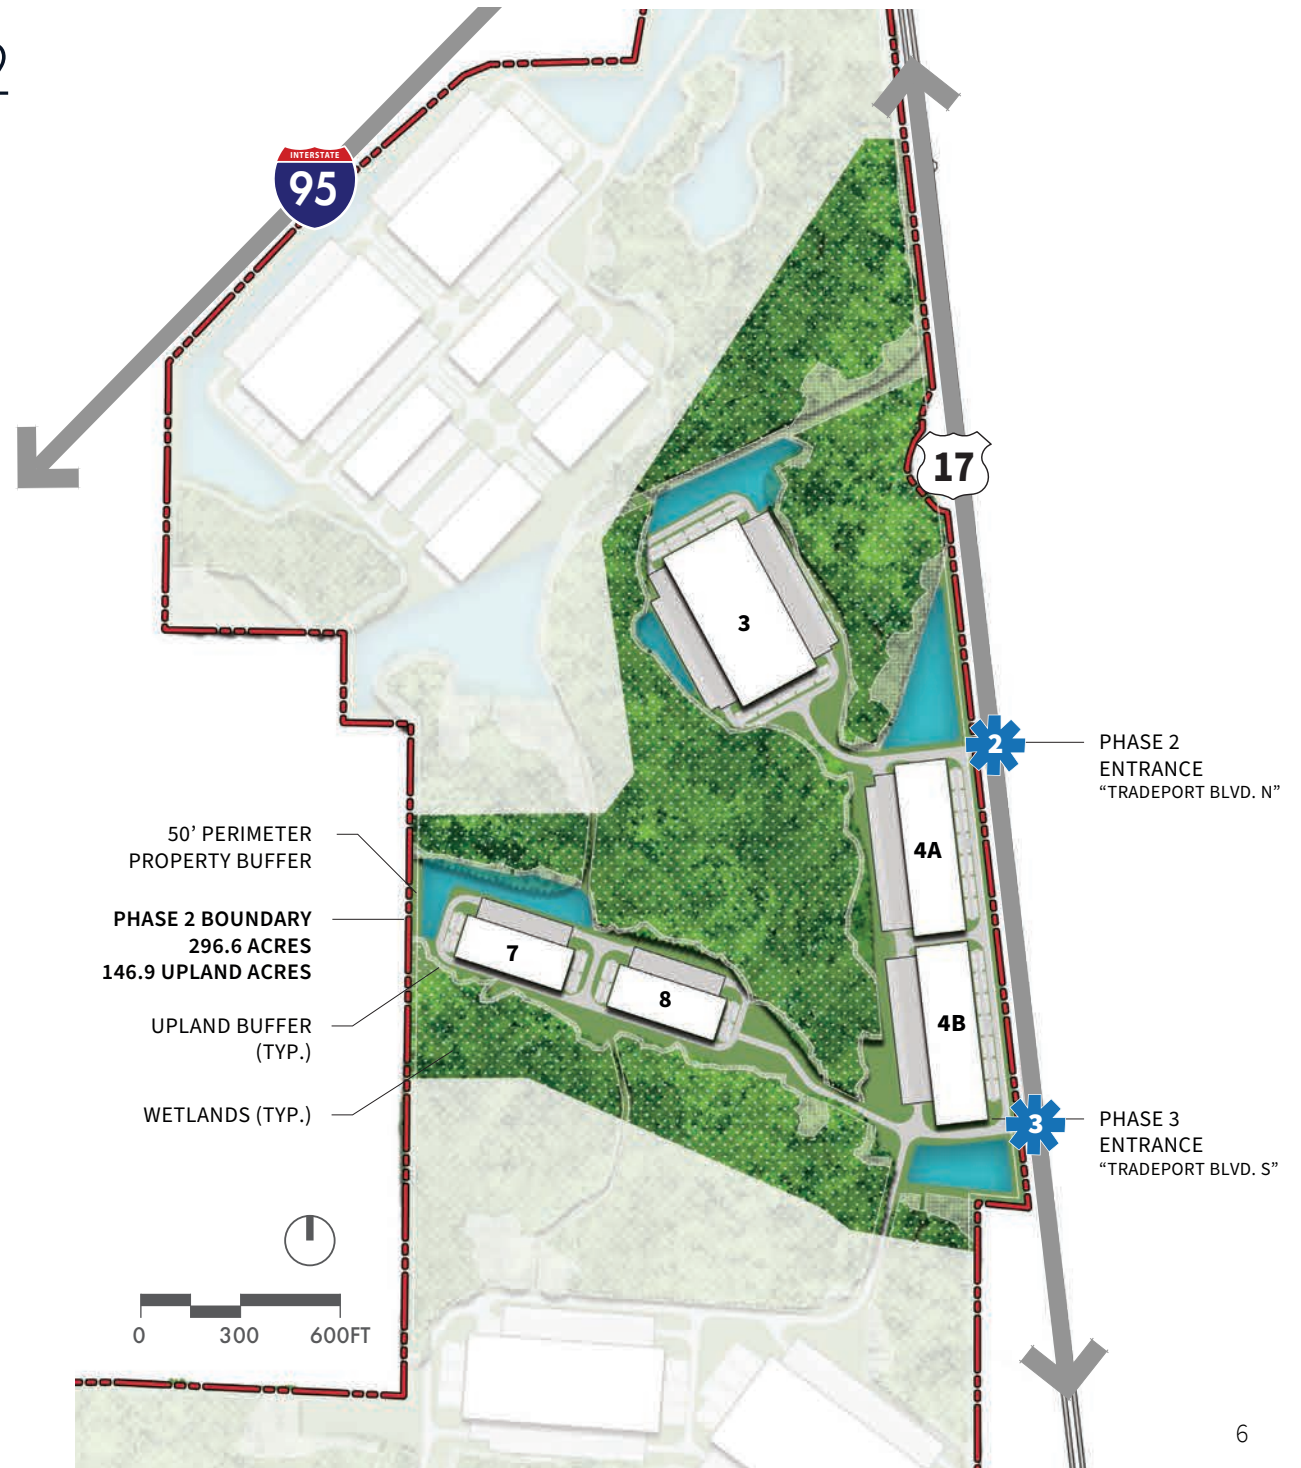 INTERSTATE
95
17
3
2
PHASE 2
ENTRANCE
“TRADEPORT BLVD. N”
4A
50’ PERIMETER
PROPERTY BUFFER
PHASE 2 BOUNDARY
296.6 ACRES
146.9 UPLAND ACRES
7
8
4B
UPLAND BUFFER
(TYP.)
WETLANDS (TYP.)
3
PHASE 3
ENTRANCE
“TRADEPORT BLVD. S”
0 300 600FT
6